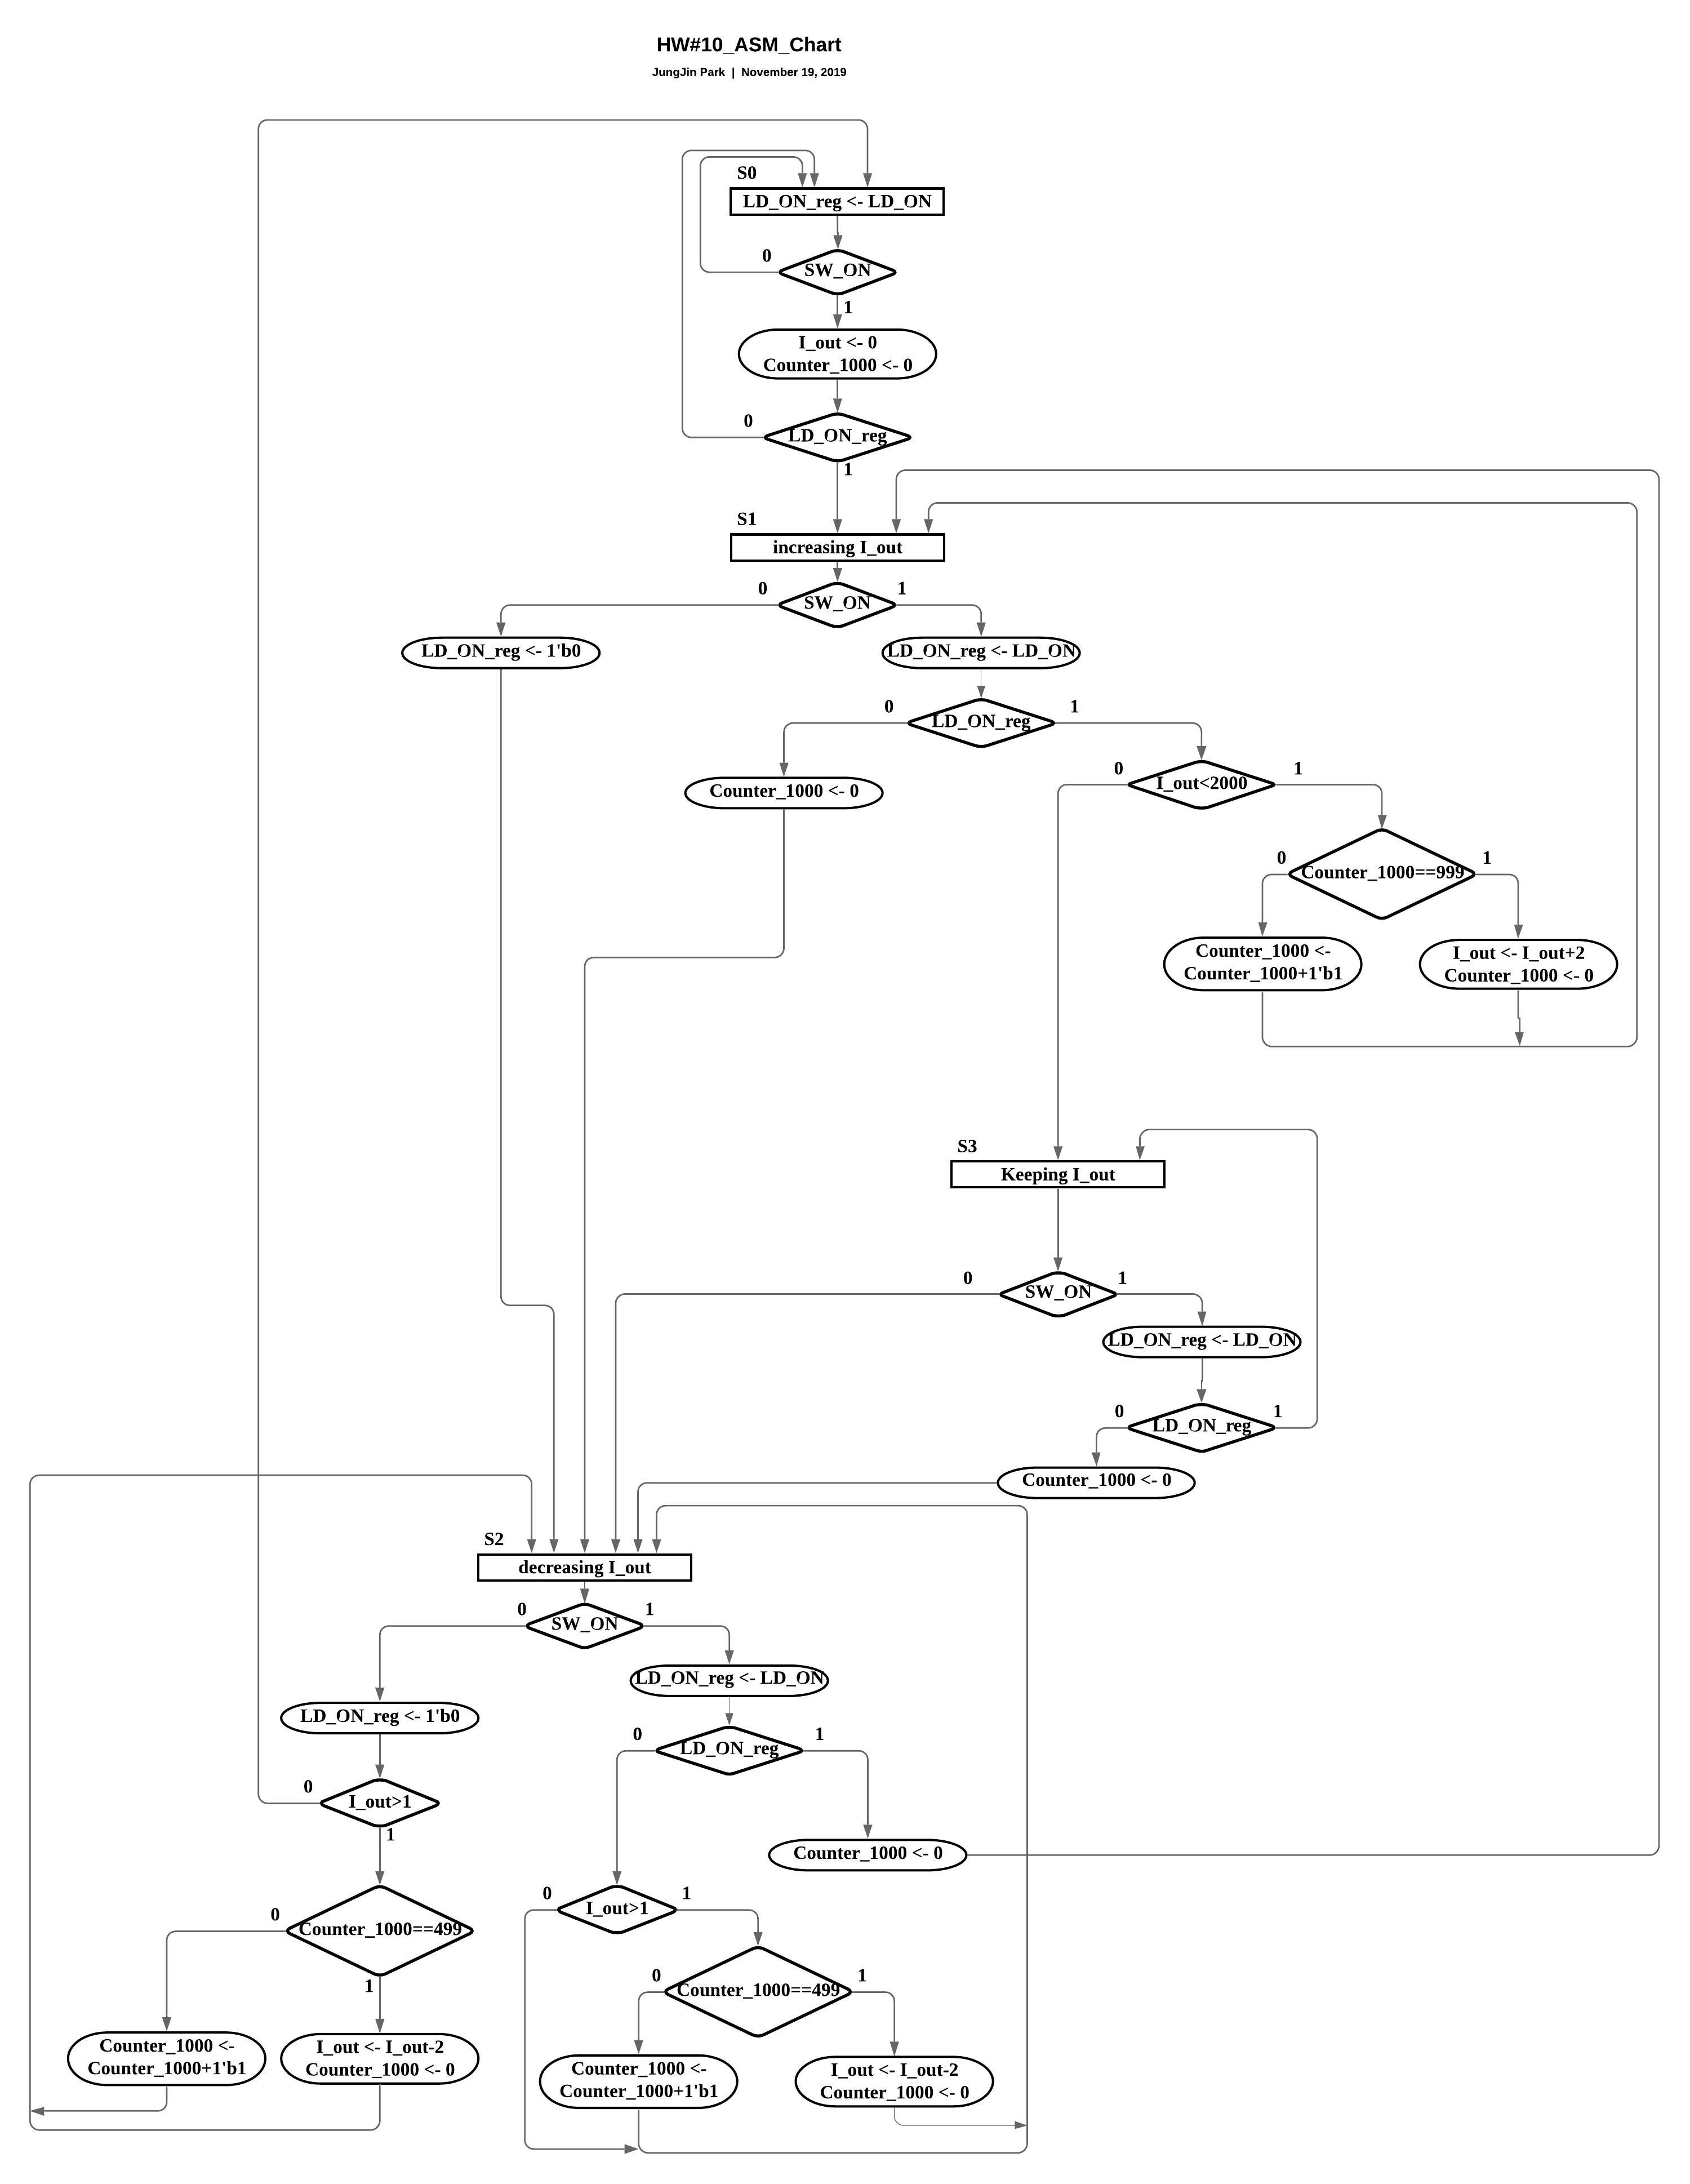 HW#10_ASM_Chart
JungJin Park | November 19, 2019
S0
LD_ON_reg <- LD_ON
0
SW_ON
1
I_out <- 0
Counter_1000 <- 0
0
LD_ON_reg
1
S1
increasing I_out
0
SW_ON
1
LD_ON_reg <- 1'b0
LD_ON_reg <- LD_ON
0
LD_ON_reg
1
Counter_1000 <- 0
0
I_out<2000
1
0
Counter_1000==999
1
Counter_1000 <-
Counter_1000+1'b1
I_out <- I_out+2
Counter_1000 <- 0
S3
Keeping I_out
0
SW_ON
1
LD_ON_reg <- LD_ON
0
LD_ON_reg
1
Counter_1000 <- 0
S2
decreasing I_out
0
SW_ON
1
LD_ON_reg <- LD_ON
LD_ON_reg <- 1'b0
0
LD_ON_reg
1
0
I_out>1
1
Counter_1000 <- 0
0
I_out>1
1
0
Counter_1000==499
1
0
Counter_1000==499
1
Counter_1000 <-
Counter_1000+1'b1
I_out <- I_out-2
Counter_1000 <- 0
Counter_1000 <-
Counter_1000+1'b1
I_out <- I_out-2
Counter_1000 <- 0